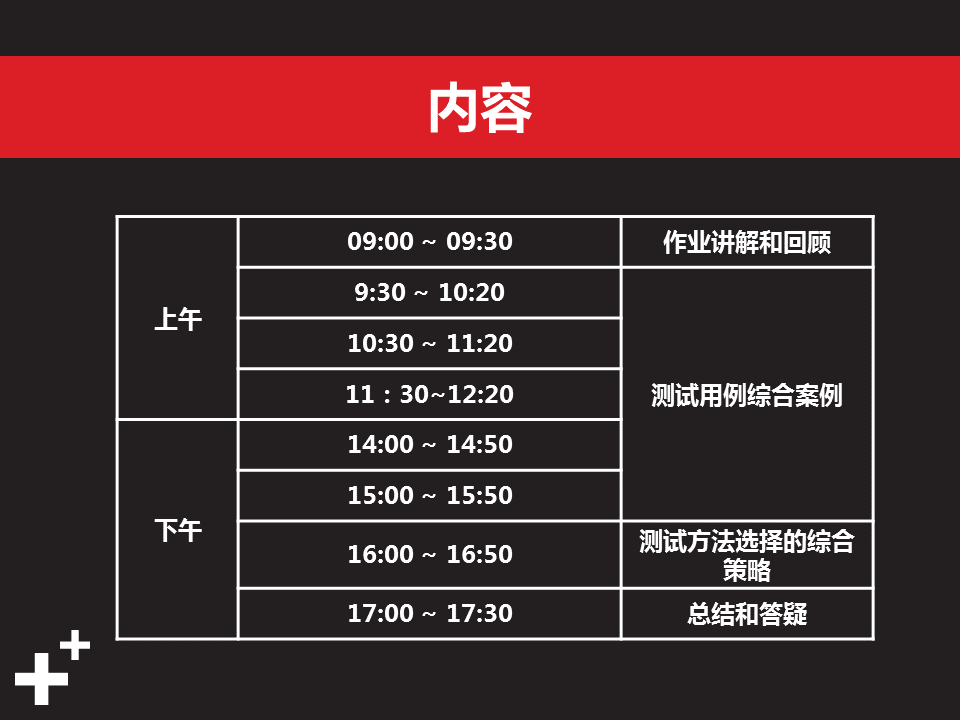 内容
上午
09:00 ~ 09:30
作业讲解和回顾
9:30 ~ 10:20
10:30 ~ 11:20
11：30~12:20
测试用例综合案例
下午
14:00 ~ 14:50
15:00 ~ 15:50
16:00 ~ 16:50
测试方法选择的综合
策略
17:00 ~ 17:30
总结和答疑